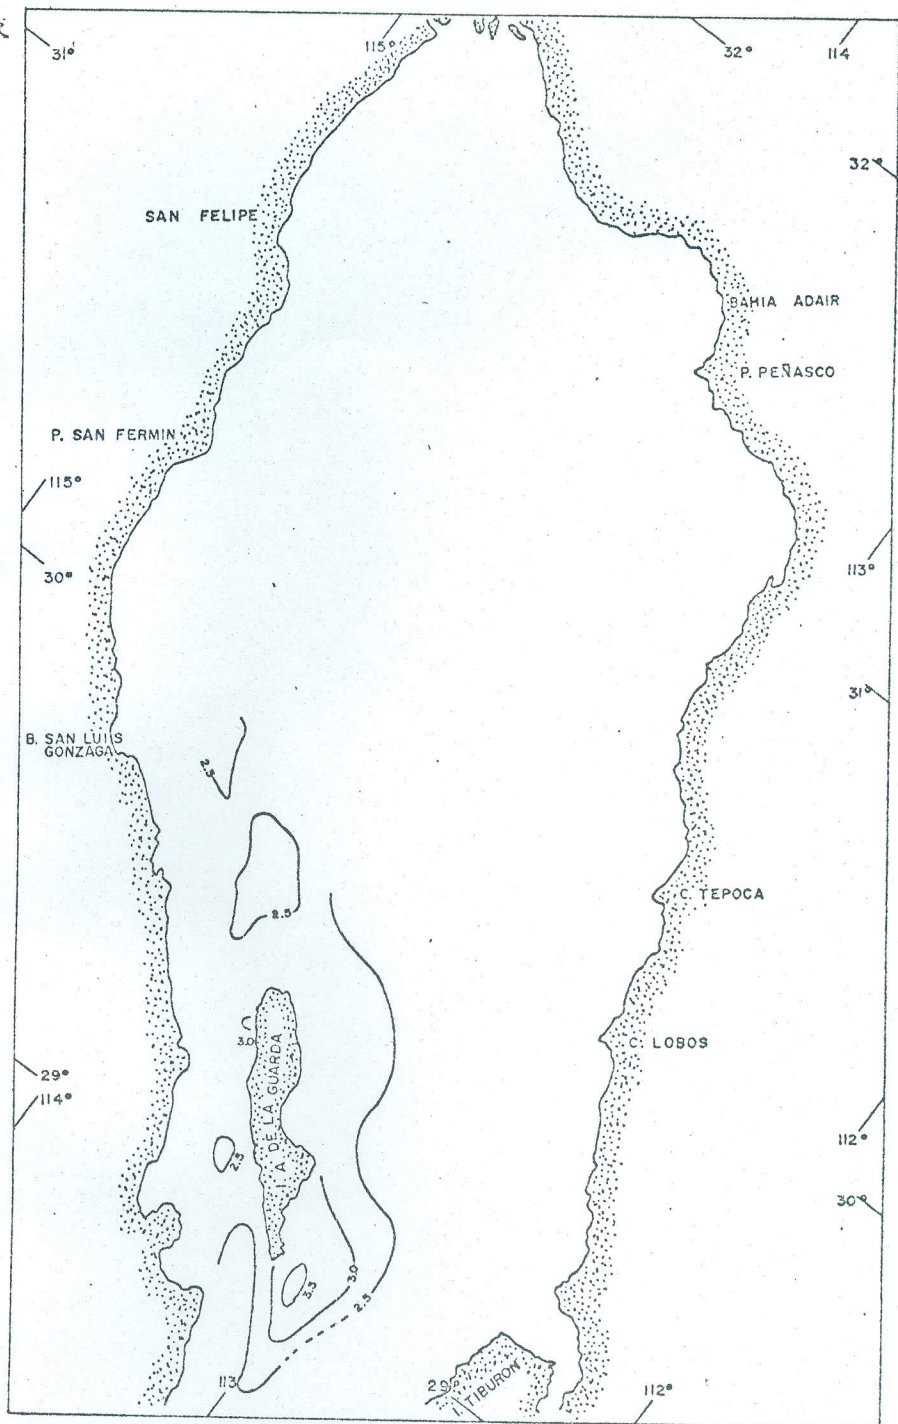 31°
115°
32°
114
32°
SAN FELIPE
BAHIA ADAIR
P. PEÑASCO
P. SAN FERMIN
115°
30°
113°
31°
B. SAN LUIS
GONZAGA
2.5
2.5
C. TEPOCA
3.0
I. A. DE LA GUARDA
C. LOBOS
29°
114°
2.5
112°
30°
3.0
3.5
2.5
113
29°
I. TIBURON
112°